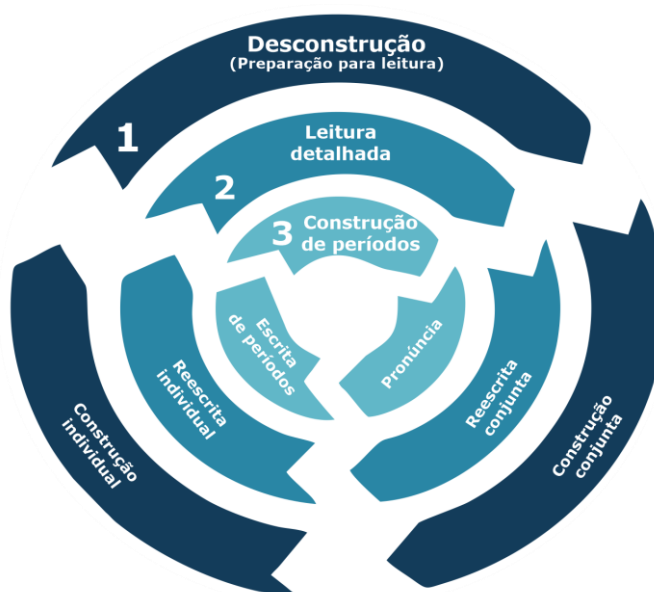 Desconstrução
(Preparação para leitura)
1
Leitura
detalhada
2
3
Construção
de períodos
Escrita
de períodos
Pronúncia
Reescrita
individual
Reescrita
conjunta
Construção
individual
Construção
conjunta